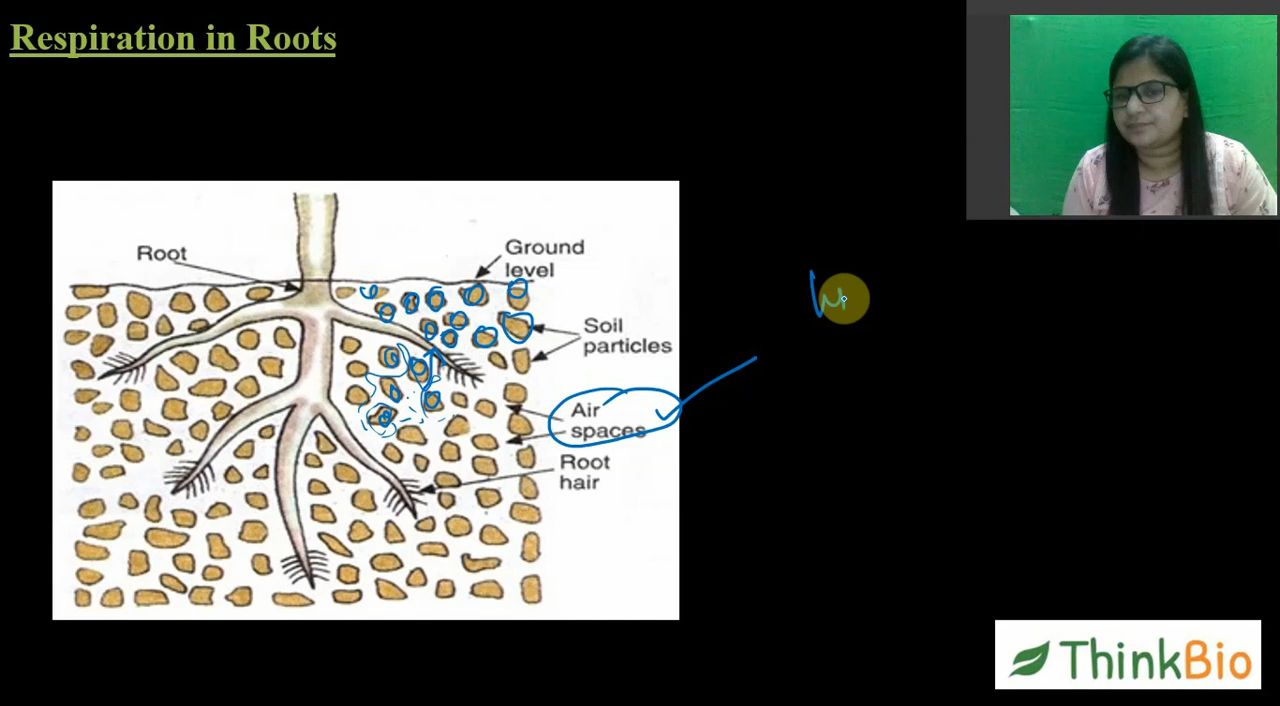 Respiration in Roots
Root
Ground
level
Soil
particles
Air
spaces
Root
hair
ThinkBio